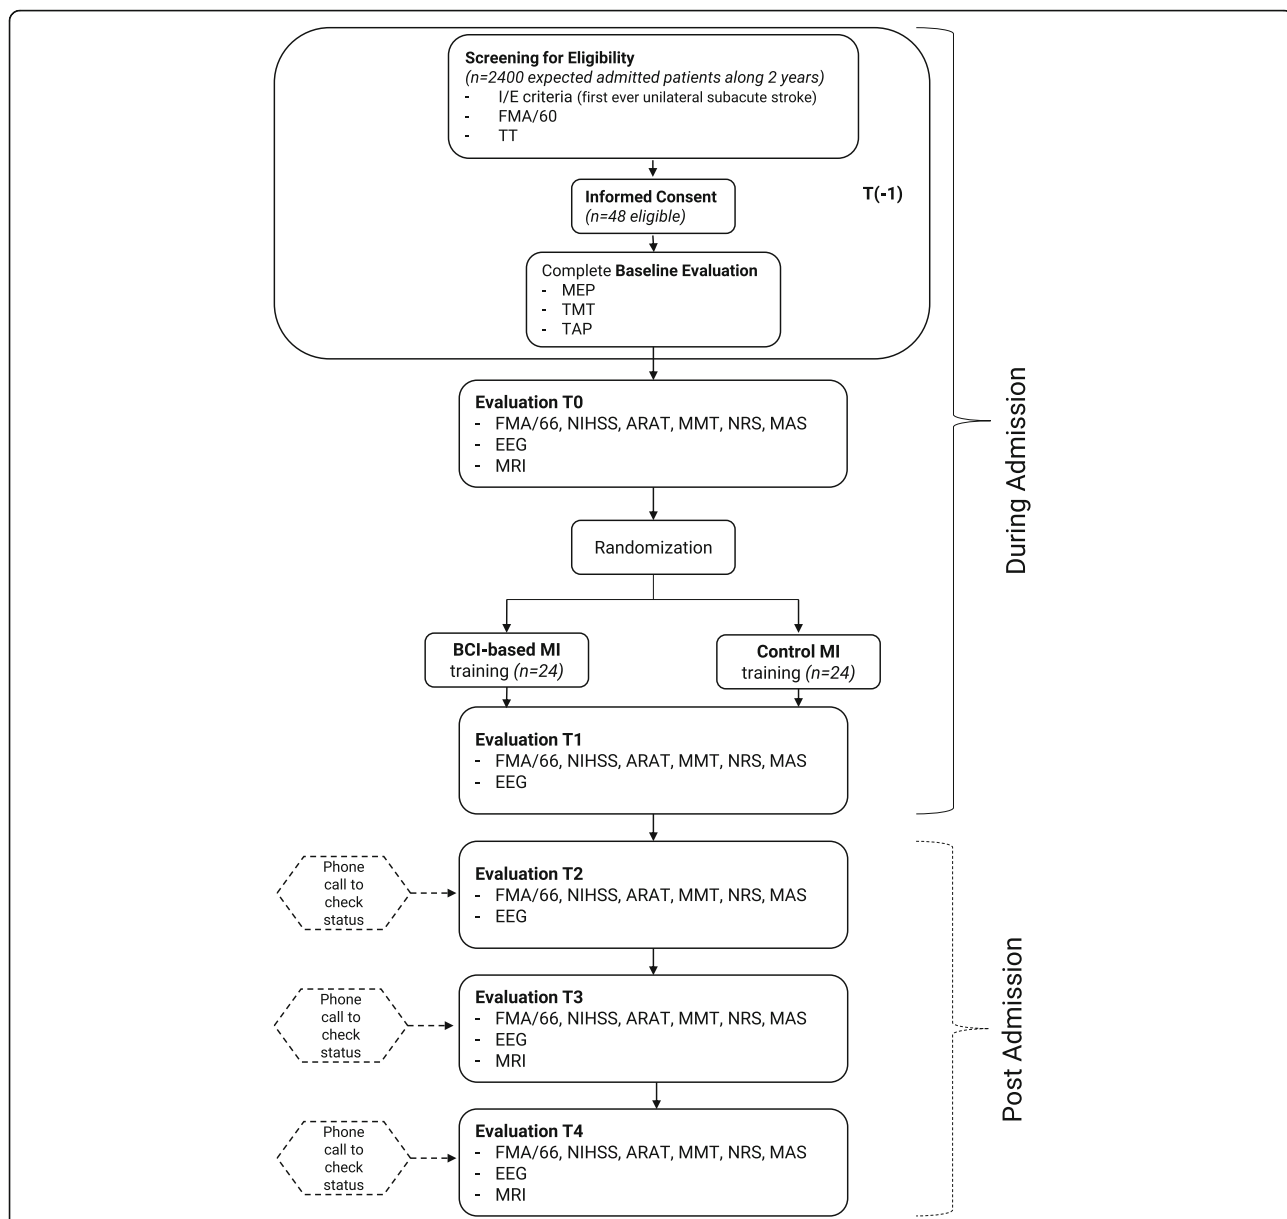 Screening for Eligibility
(n=2400 expected admitted patients along 2 years)
- I/E criteria (first ever unilateral subacute stroke)
- FMA/60
- TT
T(-1)
Informed Consent
(n=48 eligible)
Complete Baseline Evaluation
- MEP
- TMT
- TAP
Evaluation T0
- FMA/66, NIHSS, ARAT, MMT, NRS, MAS
- EEG
- MRI
During Admission
Randomization
BCI-based MI
training (n=24)
Control MI
training (n=24)
Evaluation T1
- FMA/66, NIHSS, ARAT, MMT, NRS, MAS
- EEG
Phone
call to
check
status
Evaluation T2
- FMA/66, NIHSS, ARAT, MMT, NRS, MAS
- EEG
Phone
call to
check
status
Evaluation T3
- FMA/66, NIHSS, ARAT, MMT, NRS, MAS
- EEG
- MRI
Post Admission
Phone
call to
check
status
Evaluation T4
- FMA/66, NIHSS, ARAT, MMT, NRS, MAS
- EEG
- MRI